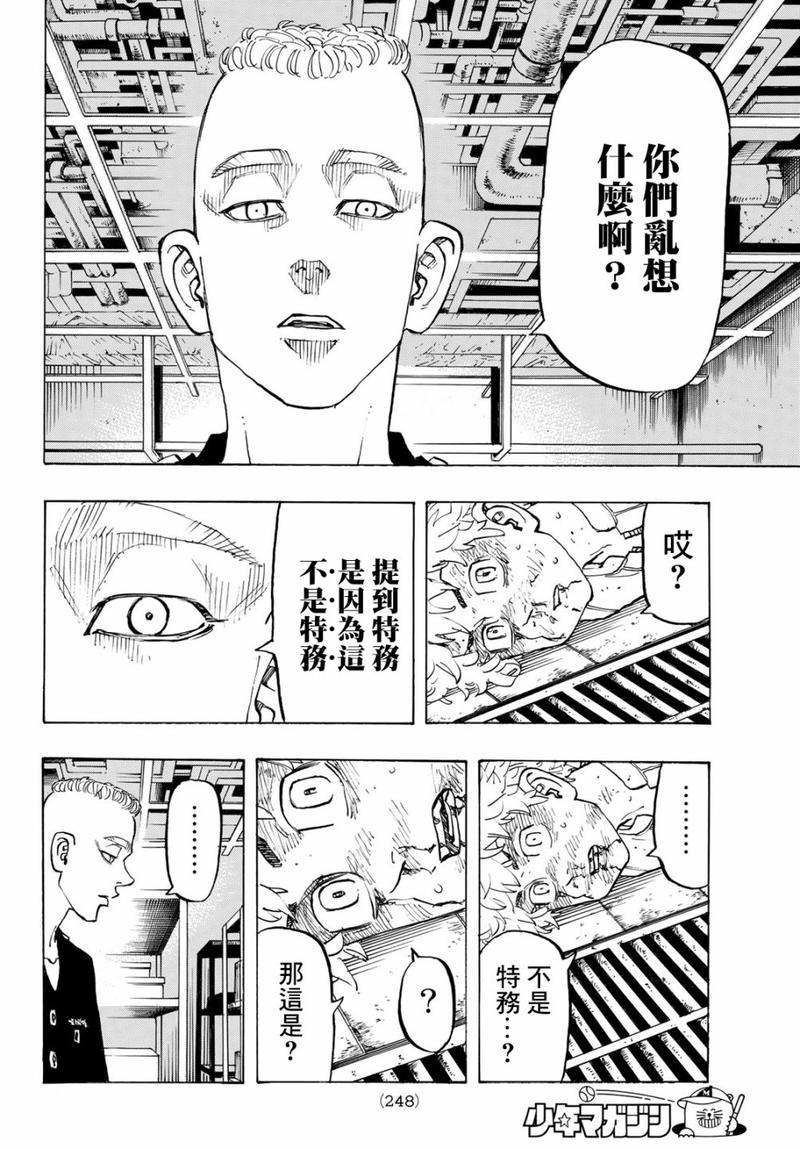 你們亂想
什麼啊？
哎？
提到特務
是因為這
不是特務
………
不是
特務…？
？
那這是？
………
(248)
少年マガジン